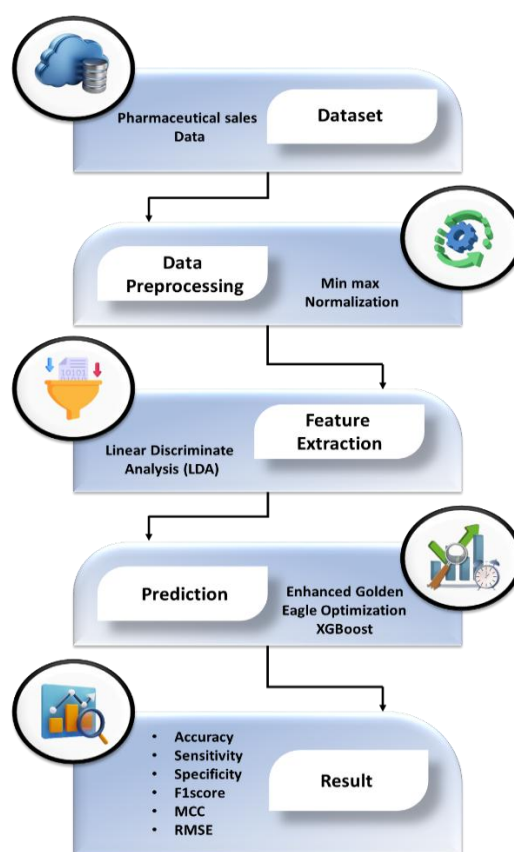 Pharmaceutical sales
Data
Dataset
Data
Preprocessing
Min max
Normalization
Feature
Extraction
Linear Discriminate
Analysis (LDA)
Prediction
Enhanced Golden
Eagle Optimization
XGBoost
• Accuracy
• Sensitivity
• Specificity
• F1score
• MCC
• RMSE
Result